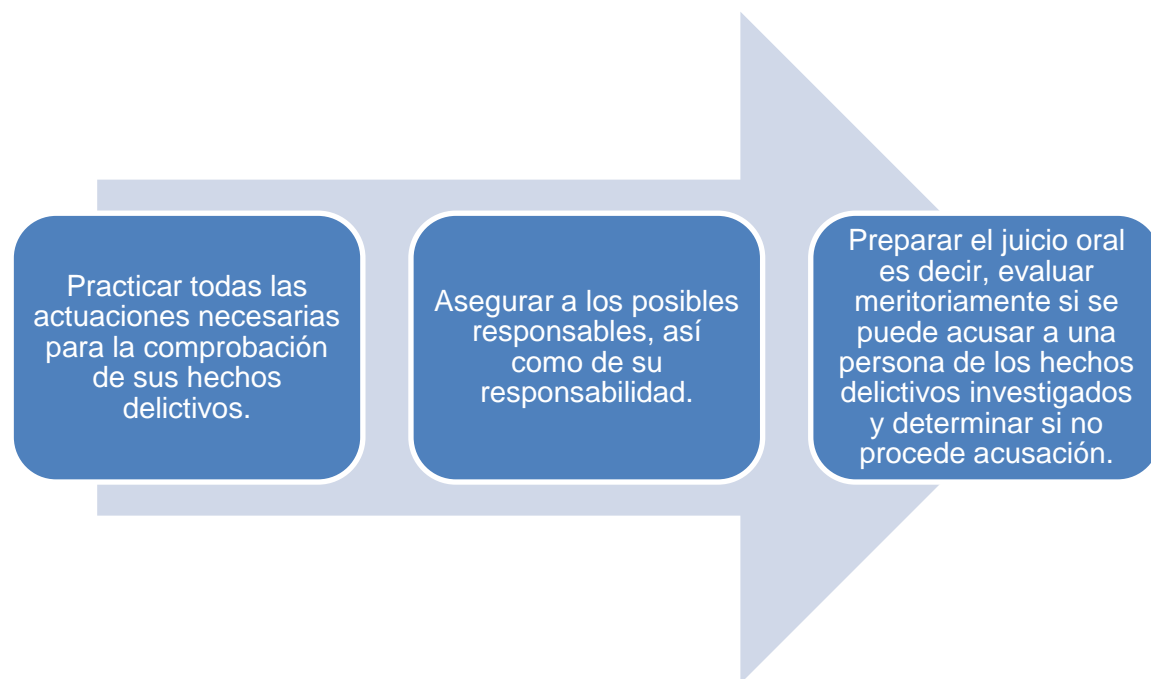 Practicar todas las
actuaciones necesarias
para la comprobación
de sus hechos
delictivos.
Asegurar a los posibles
responsables, así
como de su
responsabilidad.
Preparar el juicio oral
es decir, evaluar
meritoriamente si se
puede acusar a una
persona de los hechos
delictivos investigados
y determinar si no
procede acusación.